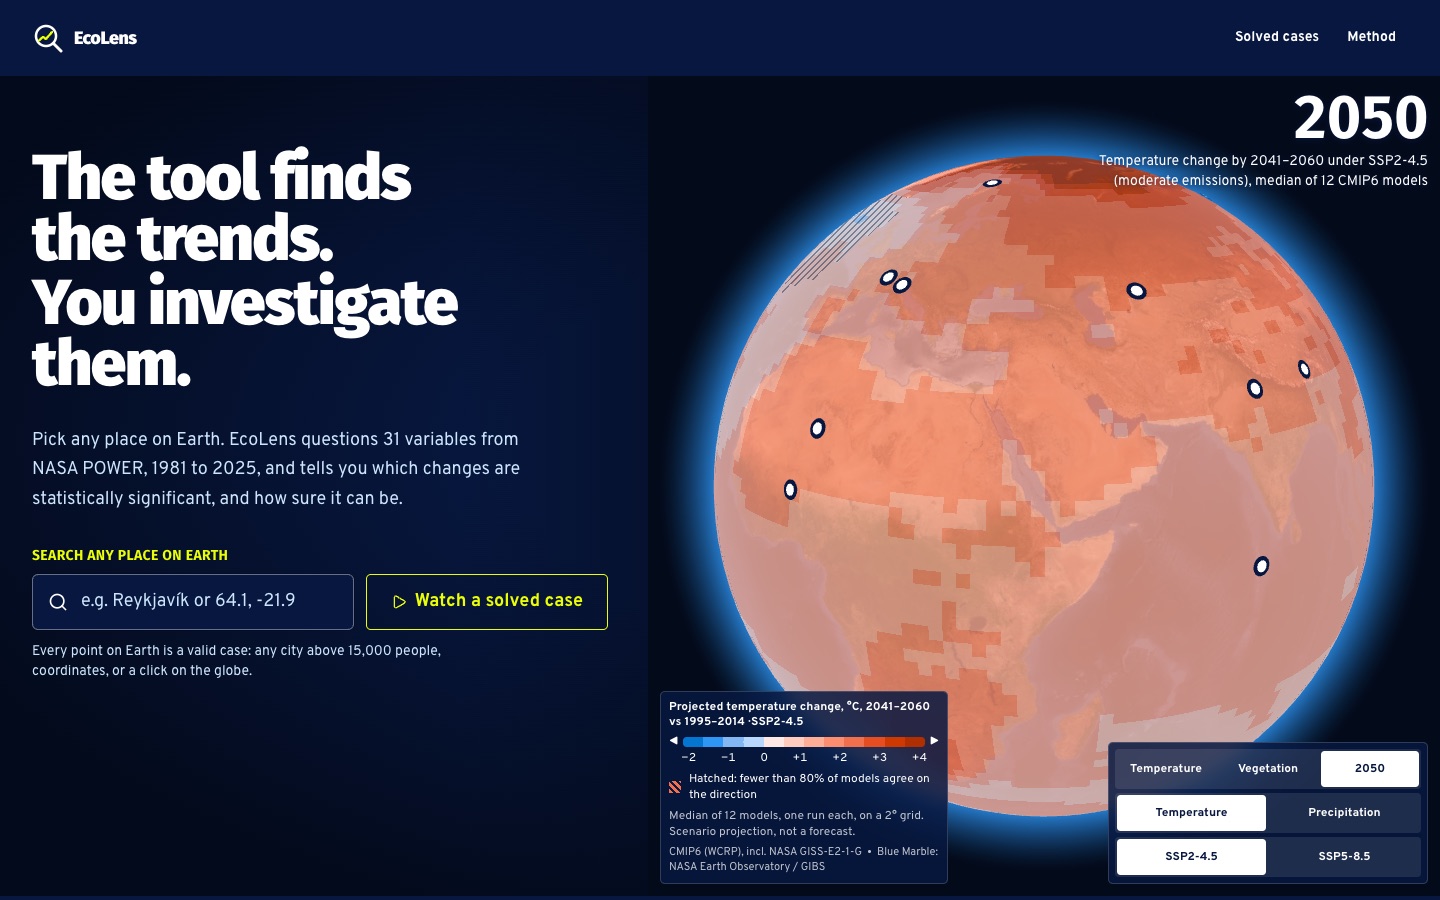 EcoLens
Solved cases
Method
The tool finds
the trends.
You investigate
them.
Pick any place on Earth. EcoLens questions 31 variables from
NASA POWER, 1981 to 2025, and tells you which changes are
statistically significant, and how sure it can be.
SEARCH ANY PLACE ON EARTH
e.g. Reykjavík or 64.1, -21.9
Watch a solved case
Every point on Earth is a valid case: any city above 15,000 people,
coordinates, or a click on the globe.
2050
Temperature change by 2041–2060 under SSP2-4.5
(moderate emissions), median of 12 CMIP6 models
Projected temperature change, °C, 2041–2060
vs 1995–2014 ·SSP2-4.5
−2 −1 0 +1 +2 +3 +4
Hatched: fewer than 80% of models agree on
the direction
Median of 12 models, one run each, on a 2° grid.
Scenario projection, not a forecast.
CMIP6 (WCRP), incl. NASA GISS-E2-1-G • Blue Marble:
NASA Earth Observatory / GIBS
Temperature Vegetation 2050
Temperature Precipitation
SSP2-4.5 SSP5-8.5